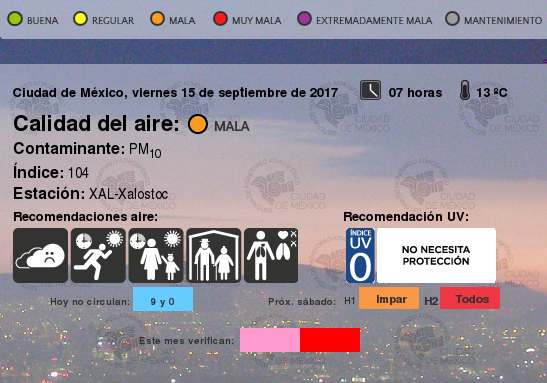 BUENA REGULAR MALA MUY MALA EXTREMADAMENTE MALA MANTENIMIENTO
Ciudad de México, viernes 15 de septiembre de 2017 07 horas 13 ºC
Calidad del aire: MALA
Contaminante: PM10
Índice: 104
Estación: XAL-Xalostoc
Recomendaciones aire: Recomendación UV:
ÍNDICE
UV
0
NO NECESITA
PROTECCIÓN
Hoy no circulan: 9 y 0 Próx. sábado: H1 Impar H2 Todos
Este mes verifican:
CIUDAD
DE MÉXICO